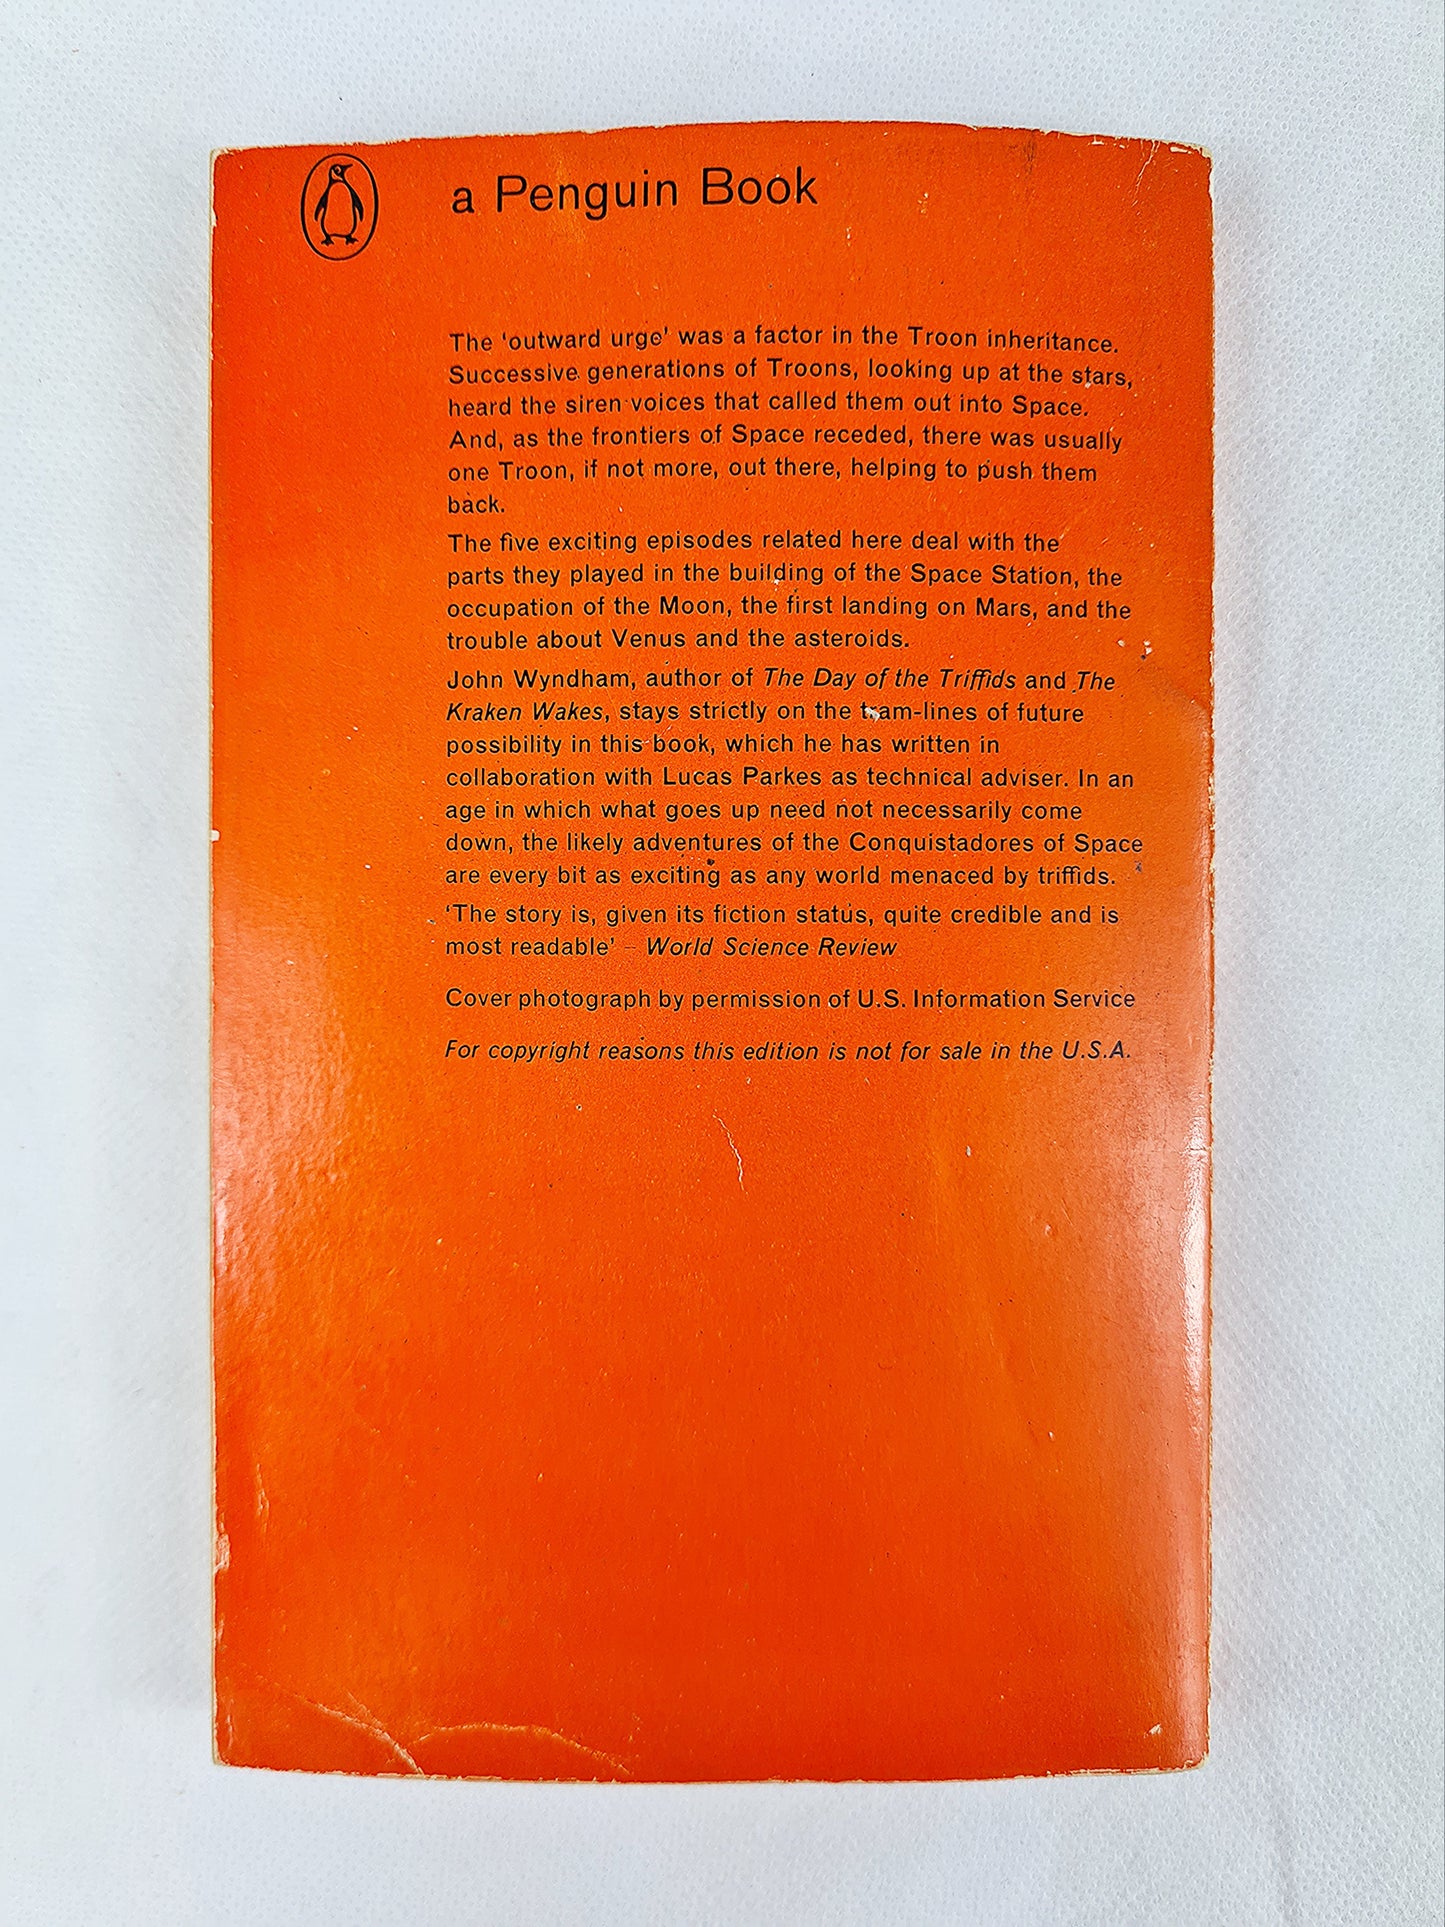 a Penguin Book
The ‘outward urge’ was a factor in the Troon inheritance.
Successive generations of Troons, looking up at the stars,
heard the siren voices that called them out into Space.
And, as the frontiers of Space receded, there was usually
one Troon, if not more, out there, helping to push them
back.
The five exciting episodes related here deal with the
parts they played in the building of the Space Station, the
occupation of the Moon, the first landing on Mars, and the
trouble about Venus and the asteroids.
John Wyndham, author of The Day of the Triffids and The
Kraken Wakes, stays strictly on the tram-lines of future
possibility in this book, which he has written in
collaboration with Lucas Parkes as technical adviser. In an
age in which what goes up need not necessarily come
down, the likely adventures of the Conquistadores of Space
are every bit as exciting as any world menaced by triffids.
‘The story is, given its fiction status, quite credible and is
most readable’ – World Science Review
Cover photograph by permission of U.S. Information Service
For copyright reasons this edition is not for sale in the U.S.A.